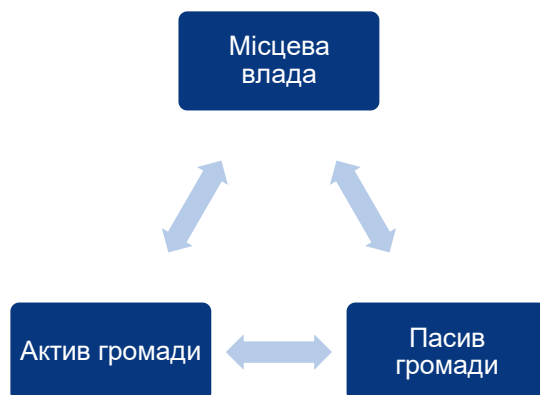 Місцева
влада
Актив громади
Пасив
громади